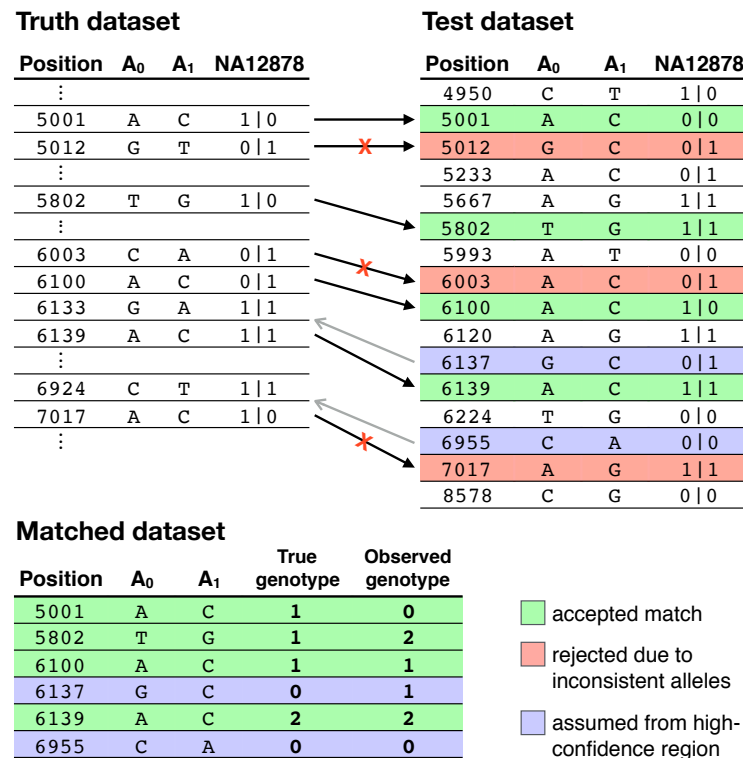 Truth dataset
Position A₀ A₁ NA12878
⋮
5001 A C 1|0
5012 G T 0|1
⋮
5802 T G 1|0
⋮
6003 C A 0|1
6100 A C 0|1
6133 G A 1|1
6139 A C 1|1
⋮
6924 C T 1|1
7017 A C 1|0
⋮
Test dataset
Position A₀ A₁ NA12878
4950 C T 1|0
5001 A C 0|0
5012 G C 0|1
5233 A C 0|1
5667 A G 1|1
5802 T G 1|1
5993 A T 0|0
6003 A C 0|1
6100 A C 1|0
6120 A G 1|1
6137 G C 0|1
6139 A C 1|1
6224 T G 0|0
6955 C A 0|0
7017 A G 1|1
8578 C G 0|0
Matched dataset
True Observed
Position A₀ A₁ genotype genotype
5001 A C 1 0
5802 T G 1 2
6100 A C 1 1
6137 G C 0 1
6139 A C 2 2
6955 C A 0 0
accepted match
rejected due to
inconsistent alleles
assumed from high-
confidence region